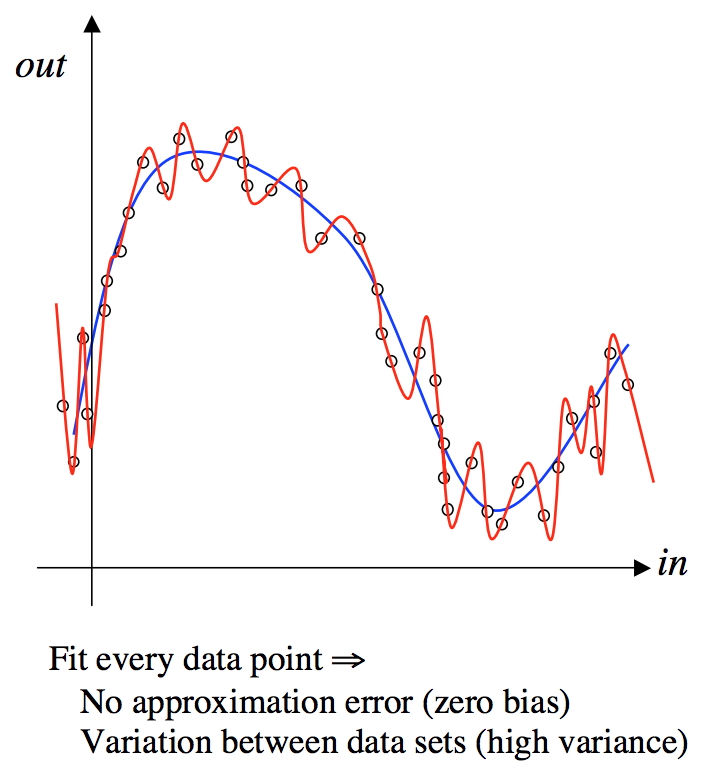 out
in
Fit every data point ⇒
No approximation error (zero bias)
Variation between data sets (high variance)